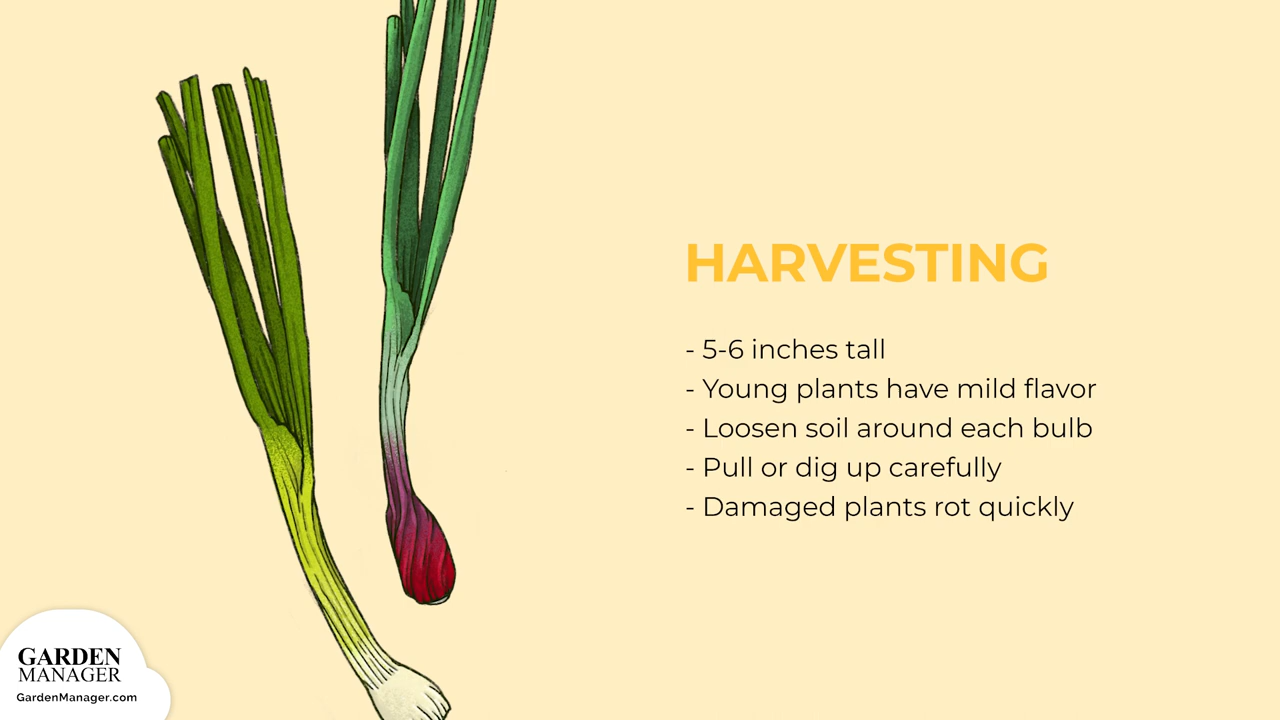 HARVESTING
- 5-6 inches tall
- Young plants have mild flavor
- Loosen soil around each bulb
- Pull or dig up carefully
- Damaged plants rot quickly
GARDEN
MANAGER
GardenManager.com